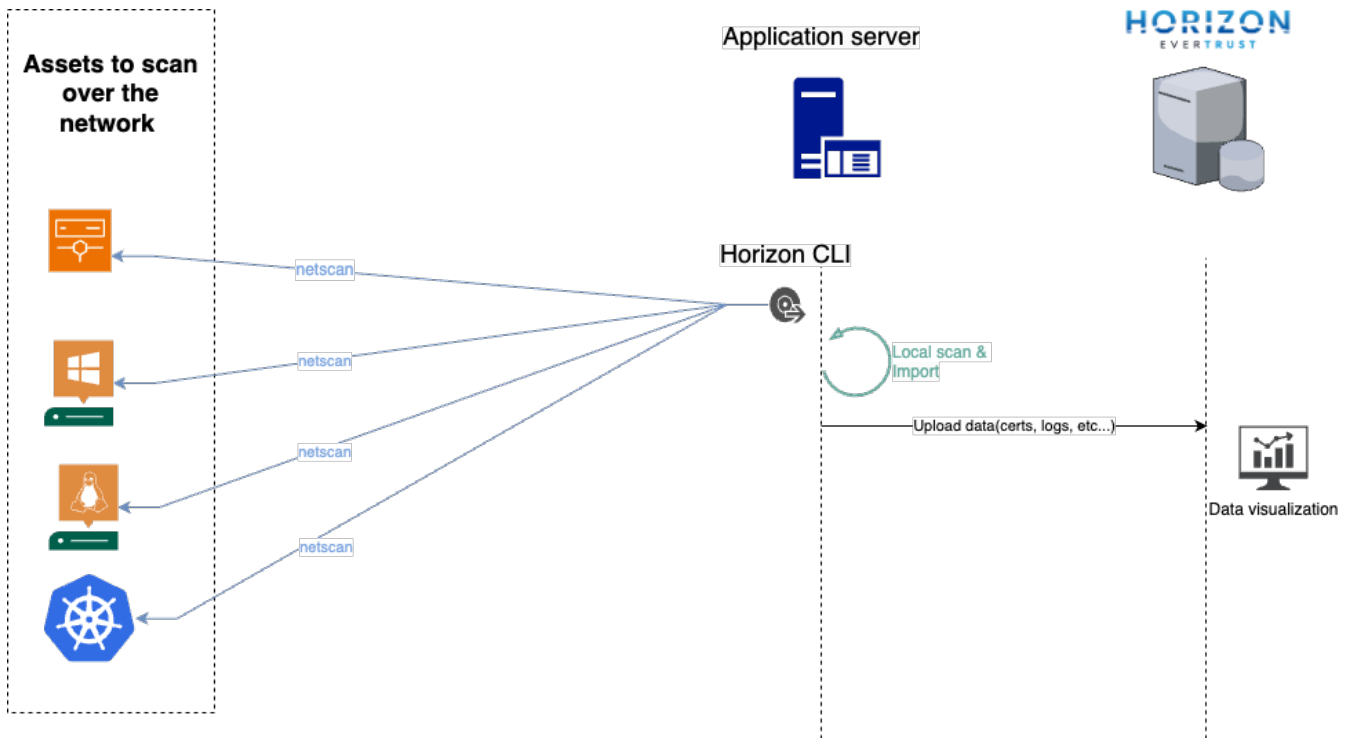 HORIZON
EVERTRUST
Application server
Assets to scan
over the
network
Horizon CLI
netscan
netscan
netscan
netscan
Local scan &
Import
Upload data(certs, logs, etc...)
Data visualization